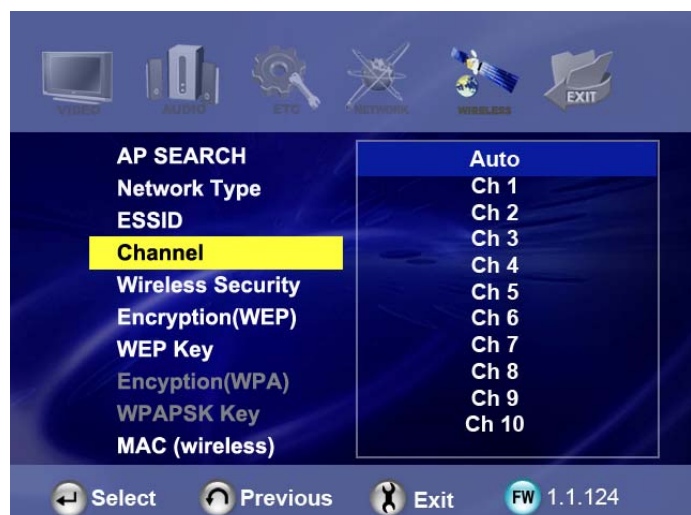 VIDEO AUDIO ETC NETWORK WIRELESS EXIT
AP SEARCH
Network Type
ESSID
Channel
Wireless Security
Encryption(WEP)
WEP Key
Encyption(WPA)
WPAPSK Key
MAC (wireless)
Auto
Ch 1
Ch 2
Ch 3
Ch 4
Ch 5
Ch 6
Ch 7
Ch 8
Ch 9
Ch 10
Select Previous Exit FW 1.1.124